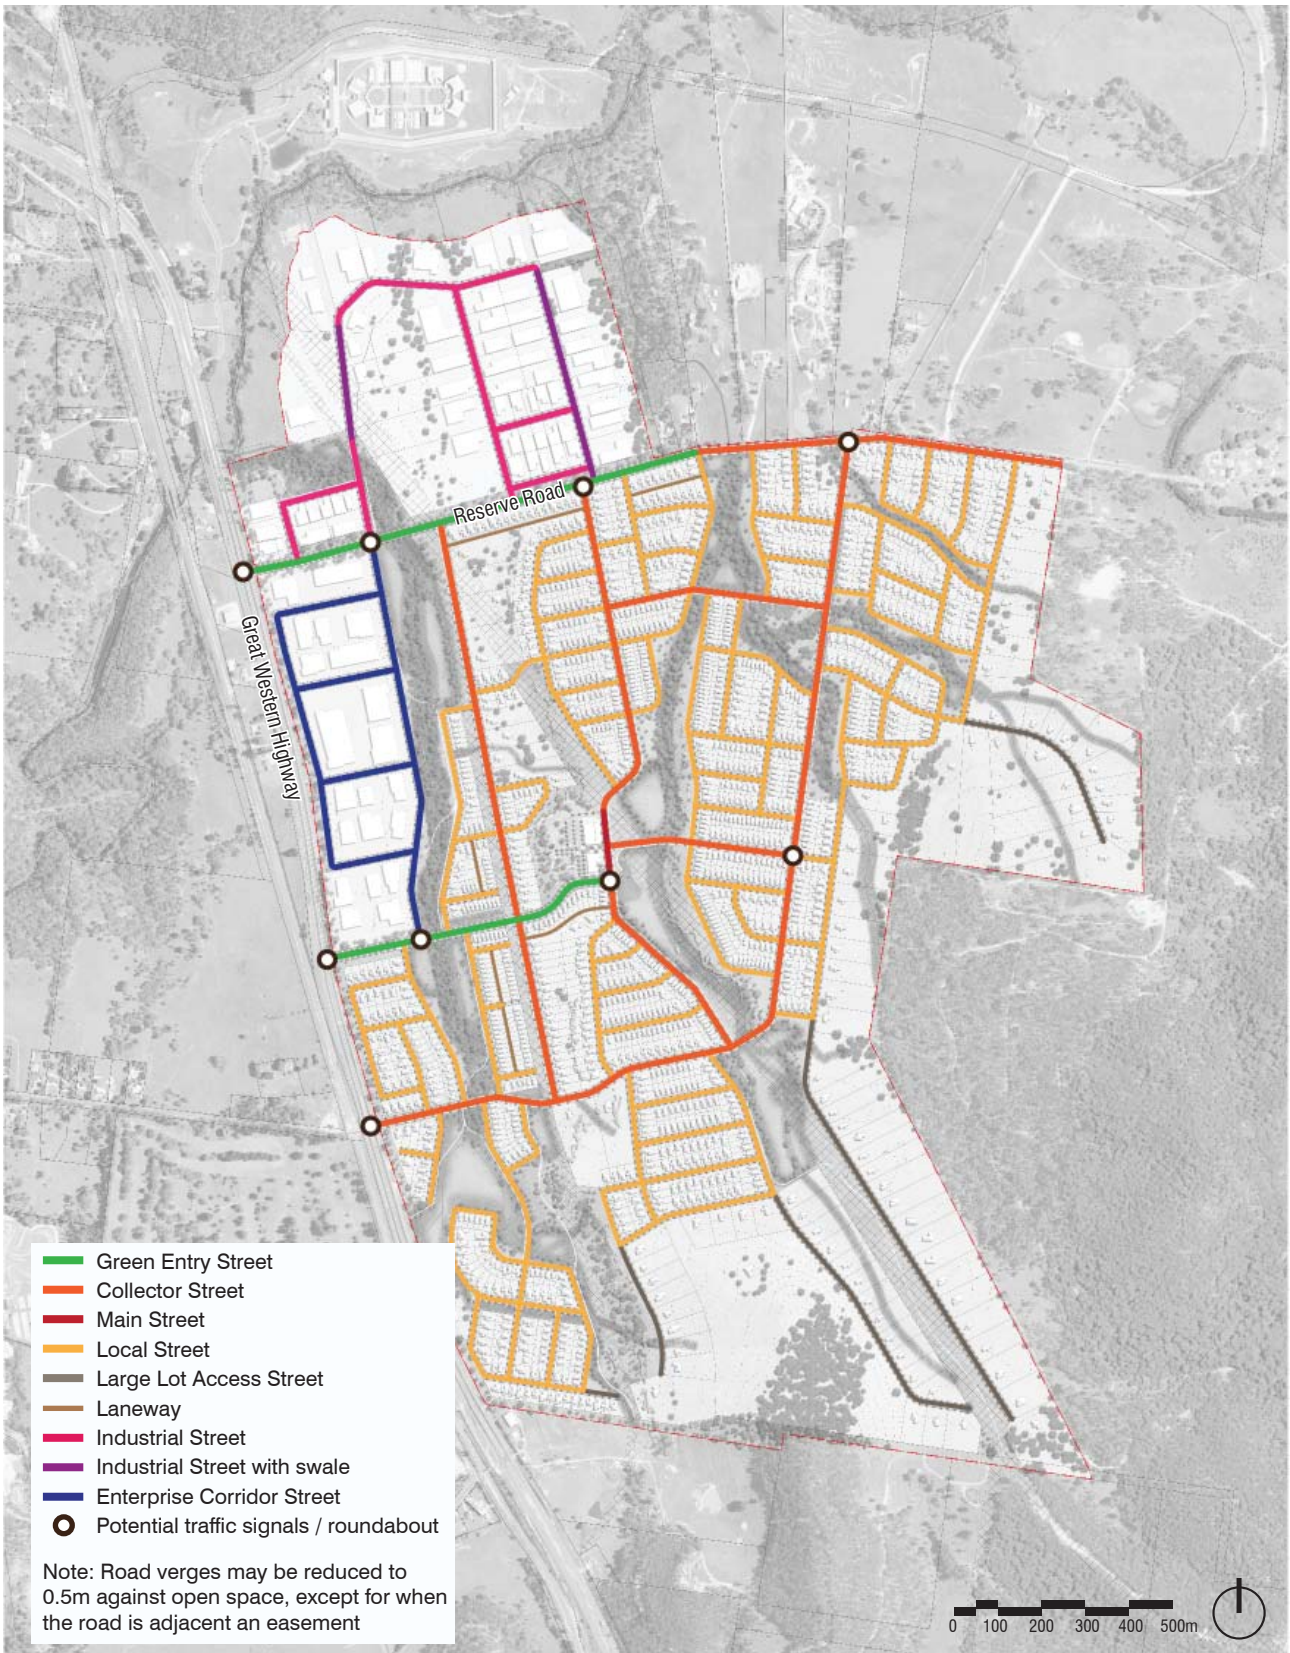 Reserve Road
Great Western Highway
Green Entry Street
Collector Street
Main Street
Local Street
Large Lot Access Street
Laneway
Industrial Street
Industrial Street with swale
Enterprise Corridor Street
Potential traffic signals / roundabout
Note: Road verges may be reduced to
0.5m against open space, except for when
the road is adjacent an easement
0 100 200 300 400 500m